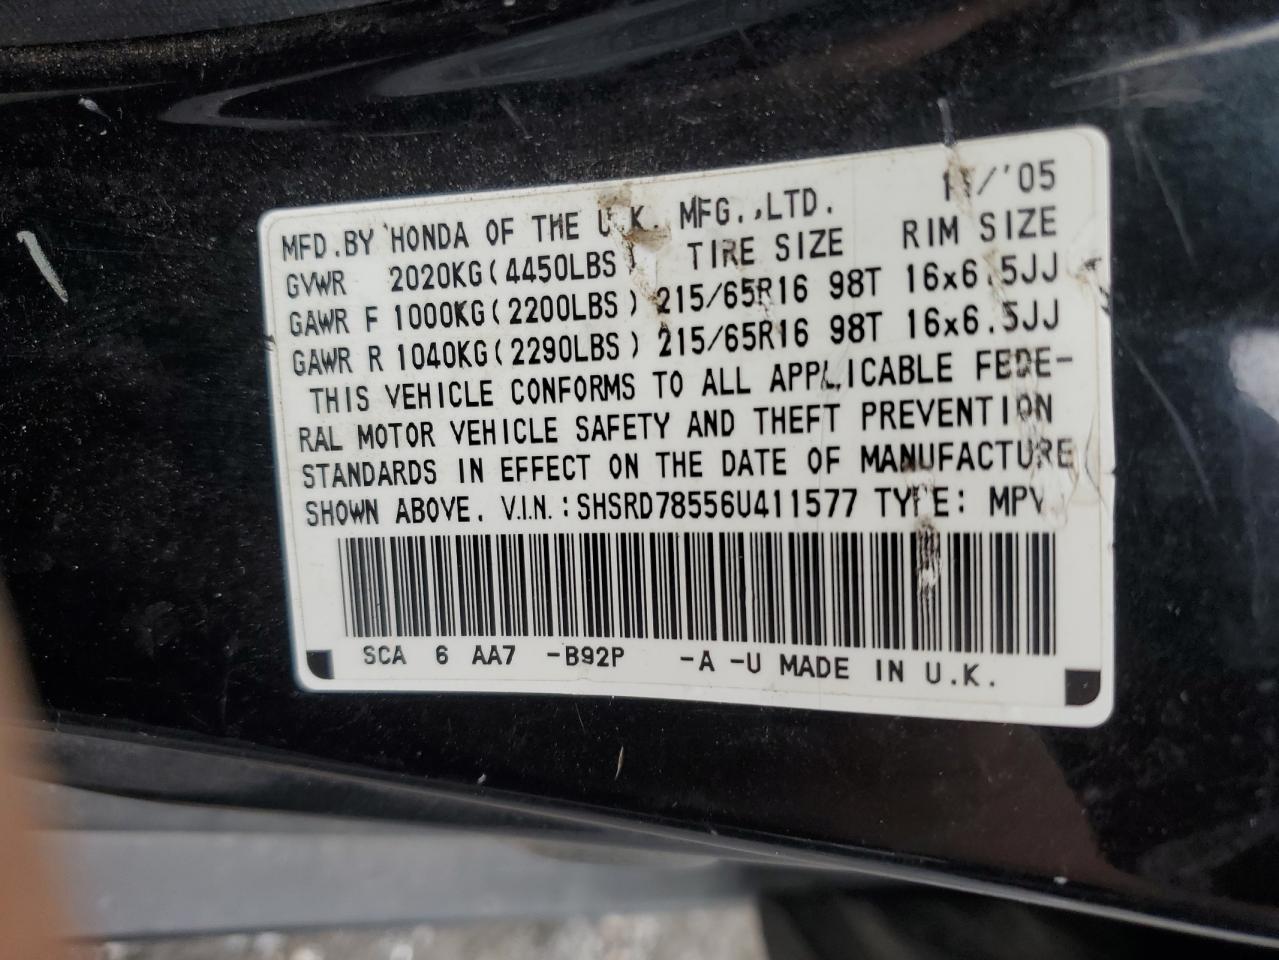 MFD.BY HONDA OF THE U.K. MFG.,LTD. 11/'05
GVWR 2020KG(4450LBS) TIRE SIZE RIM SIZE
GAWR F 1000KG(2200LBS) 215/65R16 98T 16x6.5JJ
GAWR R 1040KG(2290LBS) 215/65R16 98T 16x6.5JJ
THIS VEHICLE CONFORMS TO ALL APPLICABLE FEDE-
RAL MOTOR VEHICLE SAFETY AND THEFT PREVENTION
STANDARDS IN EFFECT ON THE DATE OF MANUFACTURE
SHOWN ABOVE. V.I.N.:SHSRD78556U411577 TYPE: MPV
SCA 6 AA7 -B92P -A -U MADE IN U.K.